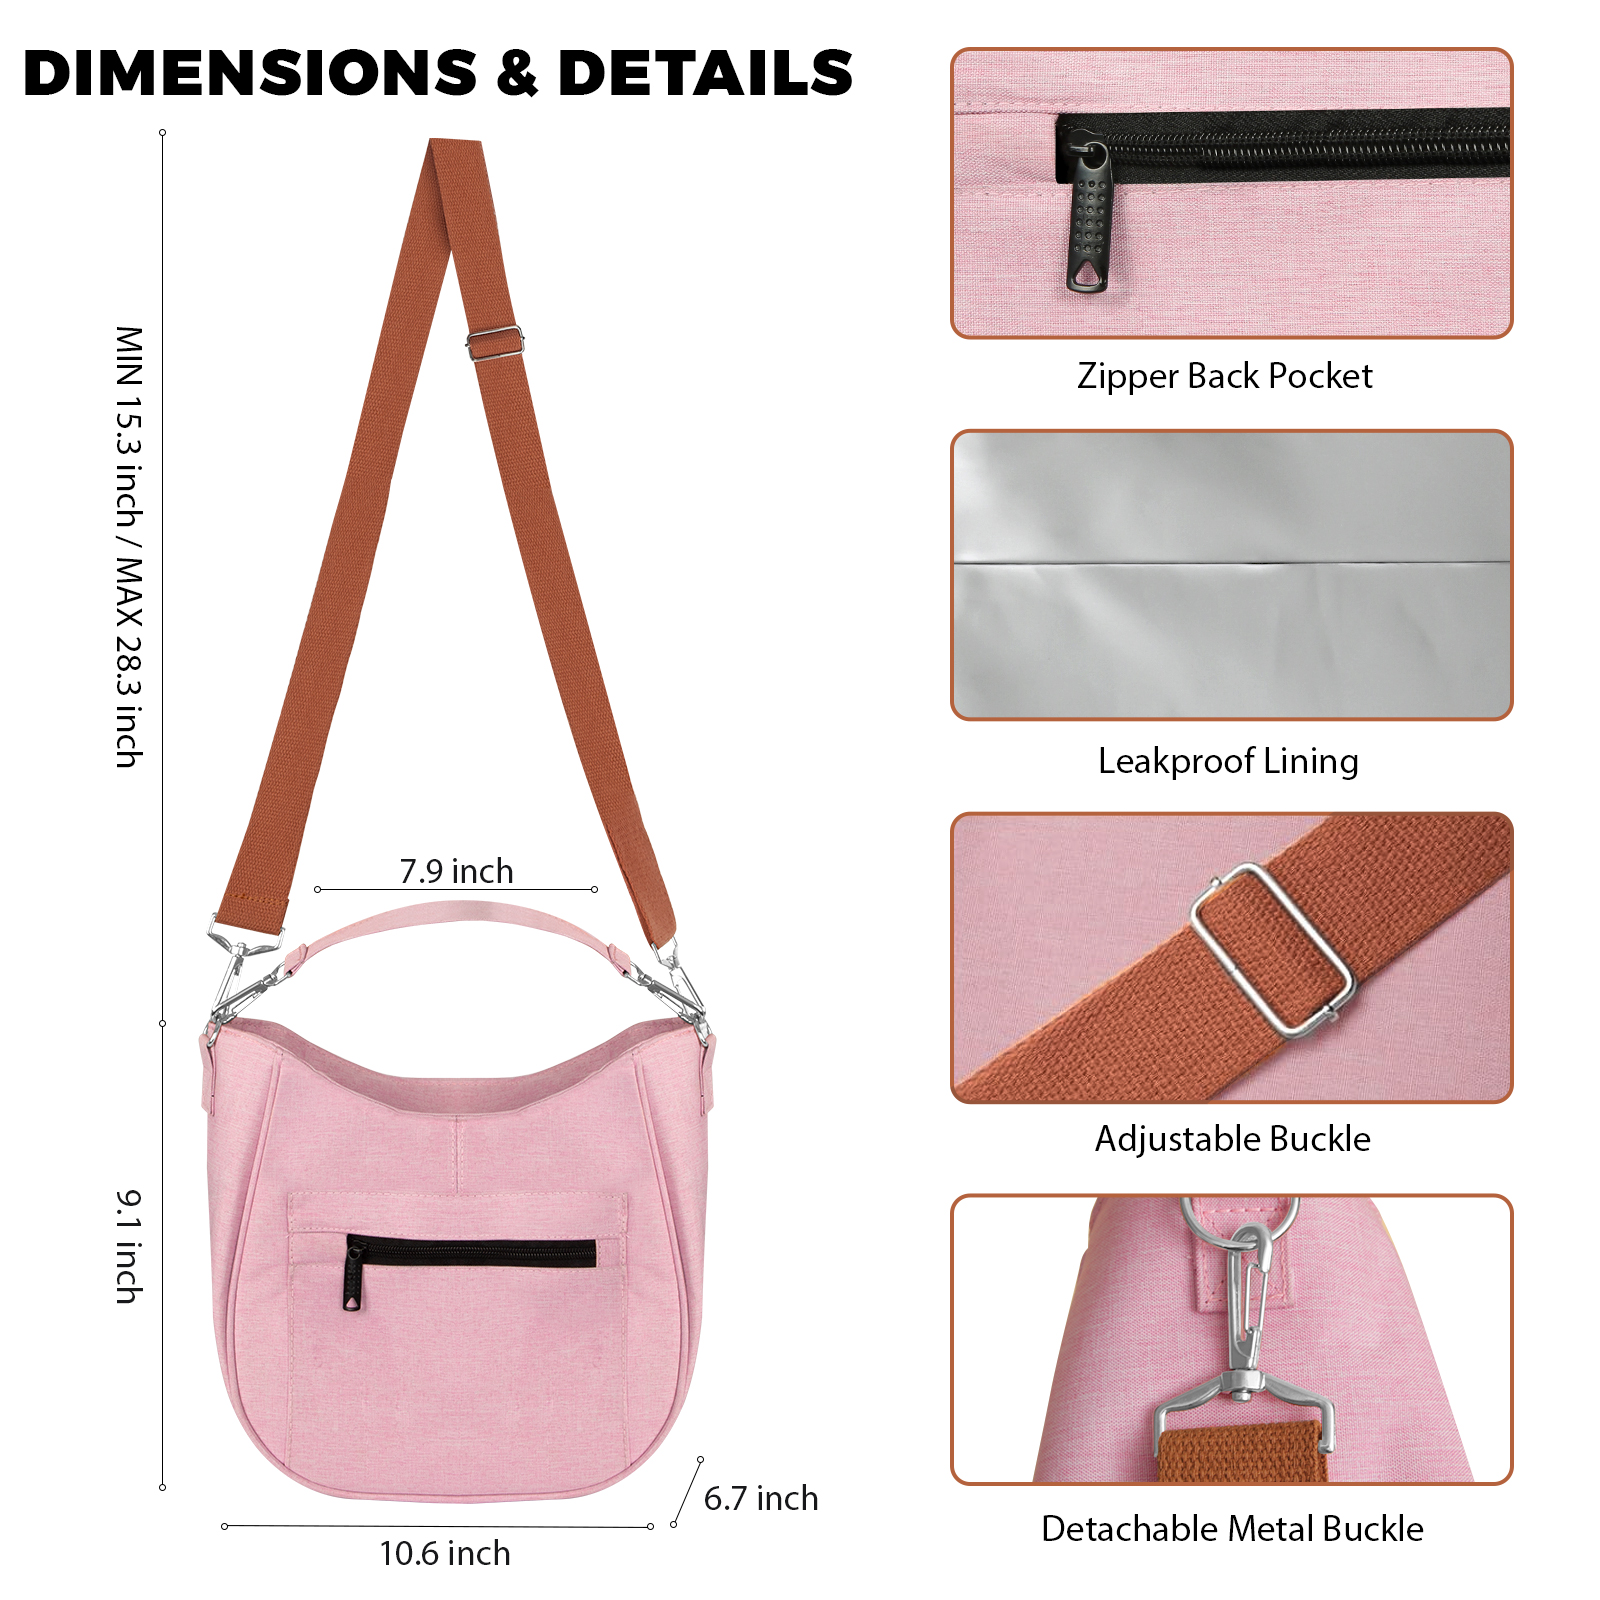 DIMENSIONS & DETAILS
MIN 15.3 inch / MAX 28.3 inch
7.9 inch
9.1 inch
6.7 inch
10.6 inch
Zipper Back Pocket
Leakproof Lining
Adjustable Buckle
Detachable Metal Buckle